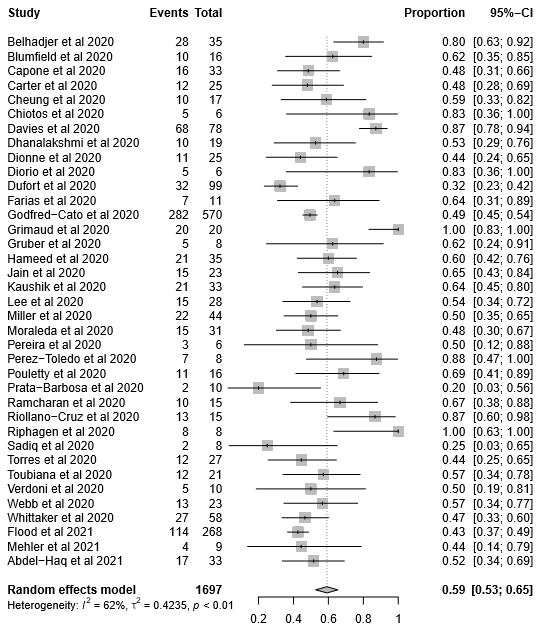 Study Events Total Proportion 95%−CI
Belhadjer et al 2020 28 35 0.80 [0.63; 0.92]
Blumfield et al 2020 10 16 0.62 [0.35; 0.85]
Capone et al 2020 16 33 0.48 [0.31; 0.66]
Carter et al 2020 12 25 0.48 [0.28; 0.69]
Cheung et al 2020 10 17 0.59 [0.33; 0.82]
Chiotos et al 2020 5 6 0.83 [0.36; 1.00]
Davies et al 2020 68 78 0.87 [0.78; 0.94]
Dhanalakshmi et al 2020 10 19 0.53 [0.29; 0.76]
Dionne et al 2020 11 25 0.44 [0.24; 0.65]
Diorio et al 2020 5 6 0.83 [0.36; 1.00]
Dufort et al 2020 32 99 0.32 [0.23; 0.42]
Farias et al 2020 7 11 0.64 [0.31; 0.89]
Godfred−Cato et al 2020 282 570 0.49 [0.45; 0.54]
Grimaud et al 2020 20 20 1.00 [0.83; 1.00]
Gruber et al 2020 5 8 0.62 [0.24; 0.91]
Hameed et al 2020 21 35 0.60 [0.42; 0.76]
Jain et al 2020 15 23 0.65 [0.43; 0.84]
Kaushik et al 2020 21 33 0.64 [0.45; 0.80]
Lee et al 2020 15 28 0.54 [0.34; 0.72]
Miller et al 2020 22 44 0.50 [0.35; 0.65]
Moraleda et al 2020 15 31 0.48 [0.30; 0.67]
Pereira et al 2020 3 6 0.50 [0.12; 0.88]
Perez−Toledo et al 2020 7 8 0.88 [0.47; 1.00]
Pouletty et al 2020 11 16 0.69 [0.41; 0.89]
Prata−Barbosa et al 2020 2 10 0.20 [0.03; 0.56]
Ramcharan et al 2020 10 15 0.67 [0.38; 0.88]
Riollano−Cruz et al 2020 13 15 0.87 [0.60; 0.98]
Riphagen et al 2020 8 8 1.00 [0.63; 1.00]
Sadiq et al 2020 2 8 0.25 [0.03; 0.65]
Torres et al 2020 12 27 0.44 [0.25; 0.65]
Toubiana et al 2020 12 21 0.57 [0.34; 0.78]
Verdoni et al 2020 5 10 0.50 [0.19; 0.81]
Webb et al 2020 13 23 0.57 [0.34; 0.77]
Whittaker et al 2020 27 58 0.47 [0.33; 0.60]
Flood et al 2021 114 268 0.43 [0.37; 0.49]
Mehler et al 2021 4 9 0.44 [0.14; 0.79]
Abdel−Haq et al 2021 17 33 0.52 [0.34; 0.69]
Random effects model 1697 0.59 [0.53; 0.65]
Heterogeneity: I² = 62%, τ² = 0.4235, p < 0.01
0.2 0.4 0.6 0.8 1